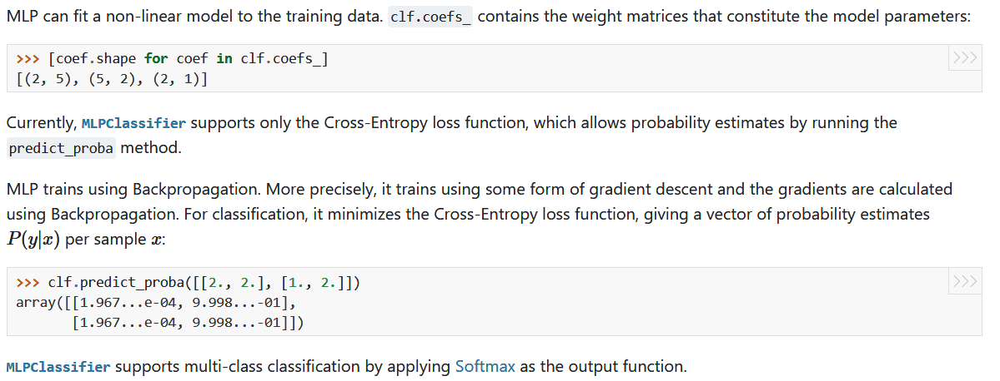 MLP can fit a non-linear model to the training data. clf.coefs_ contains the weight matrices that constitute the model parameters:
>>> [coef.shape for coef in clf.coefs_]
[(2, 5), (5, 2), (2, 1)]
>>>
Currently, MLPClassifier supports only the Cross-Entropy loss function, which allows probability estimates by running the
predict_proba method.
MLP trains using Backpropagation. More precisely, it trains using some form of gradient descent and the gradients are calculated
using Backpropagation. For classification, it minimizes the Cross-Entropy loss function, giving a vector of probability estimates
P(y|x) per sample x:
>>> clf.predict_proba([[2., 2.], [1., 2.]])
array([[1.967...e-04, 9.998...-01],
[1.967...e-04, 9.998...-01]])
>>>
MLPClassifier supports multi-class classification by applying Softmax as the output function.